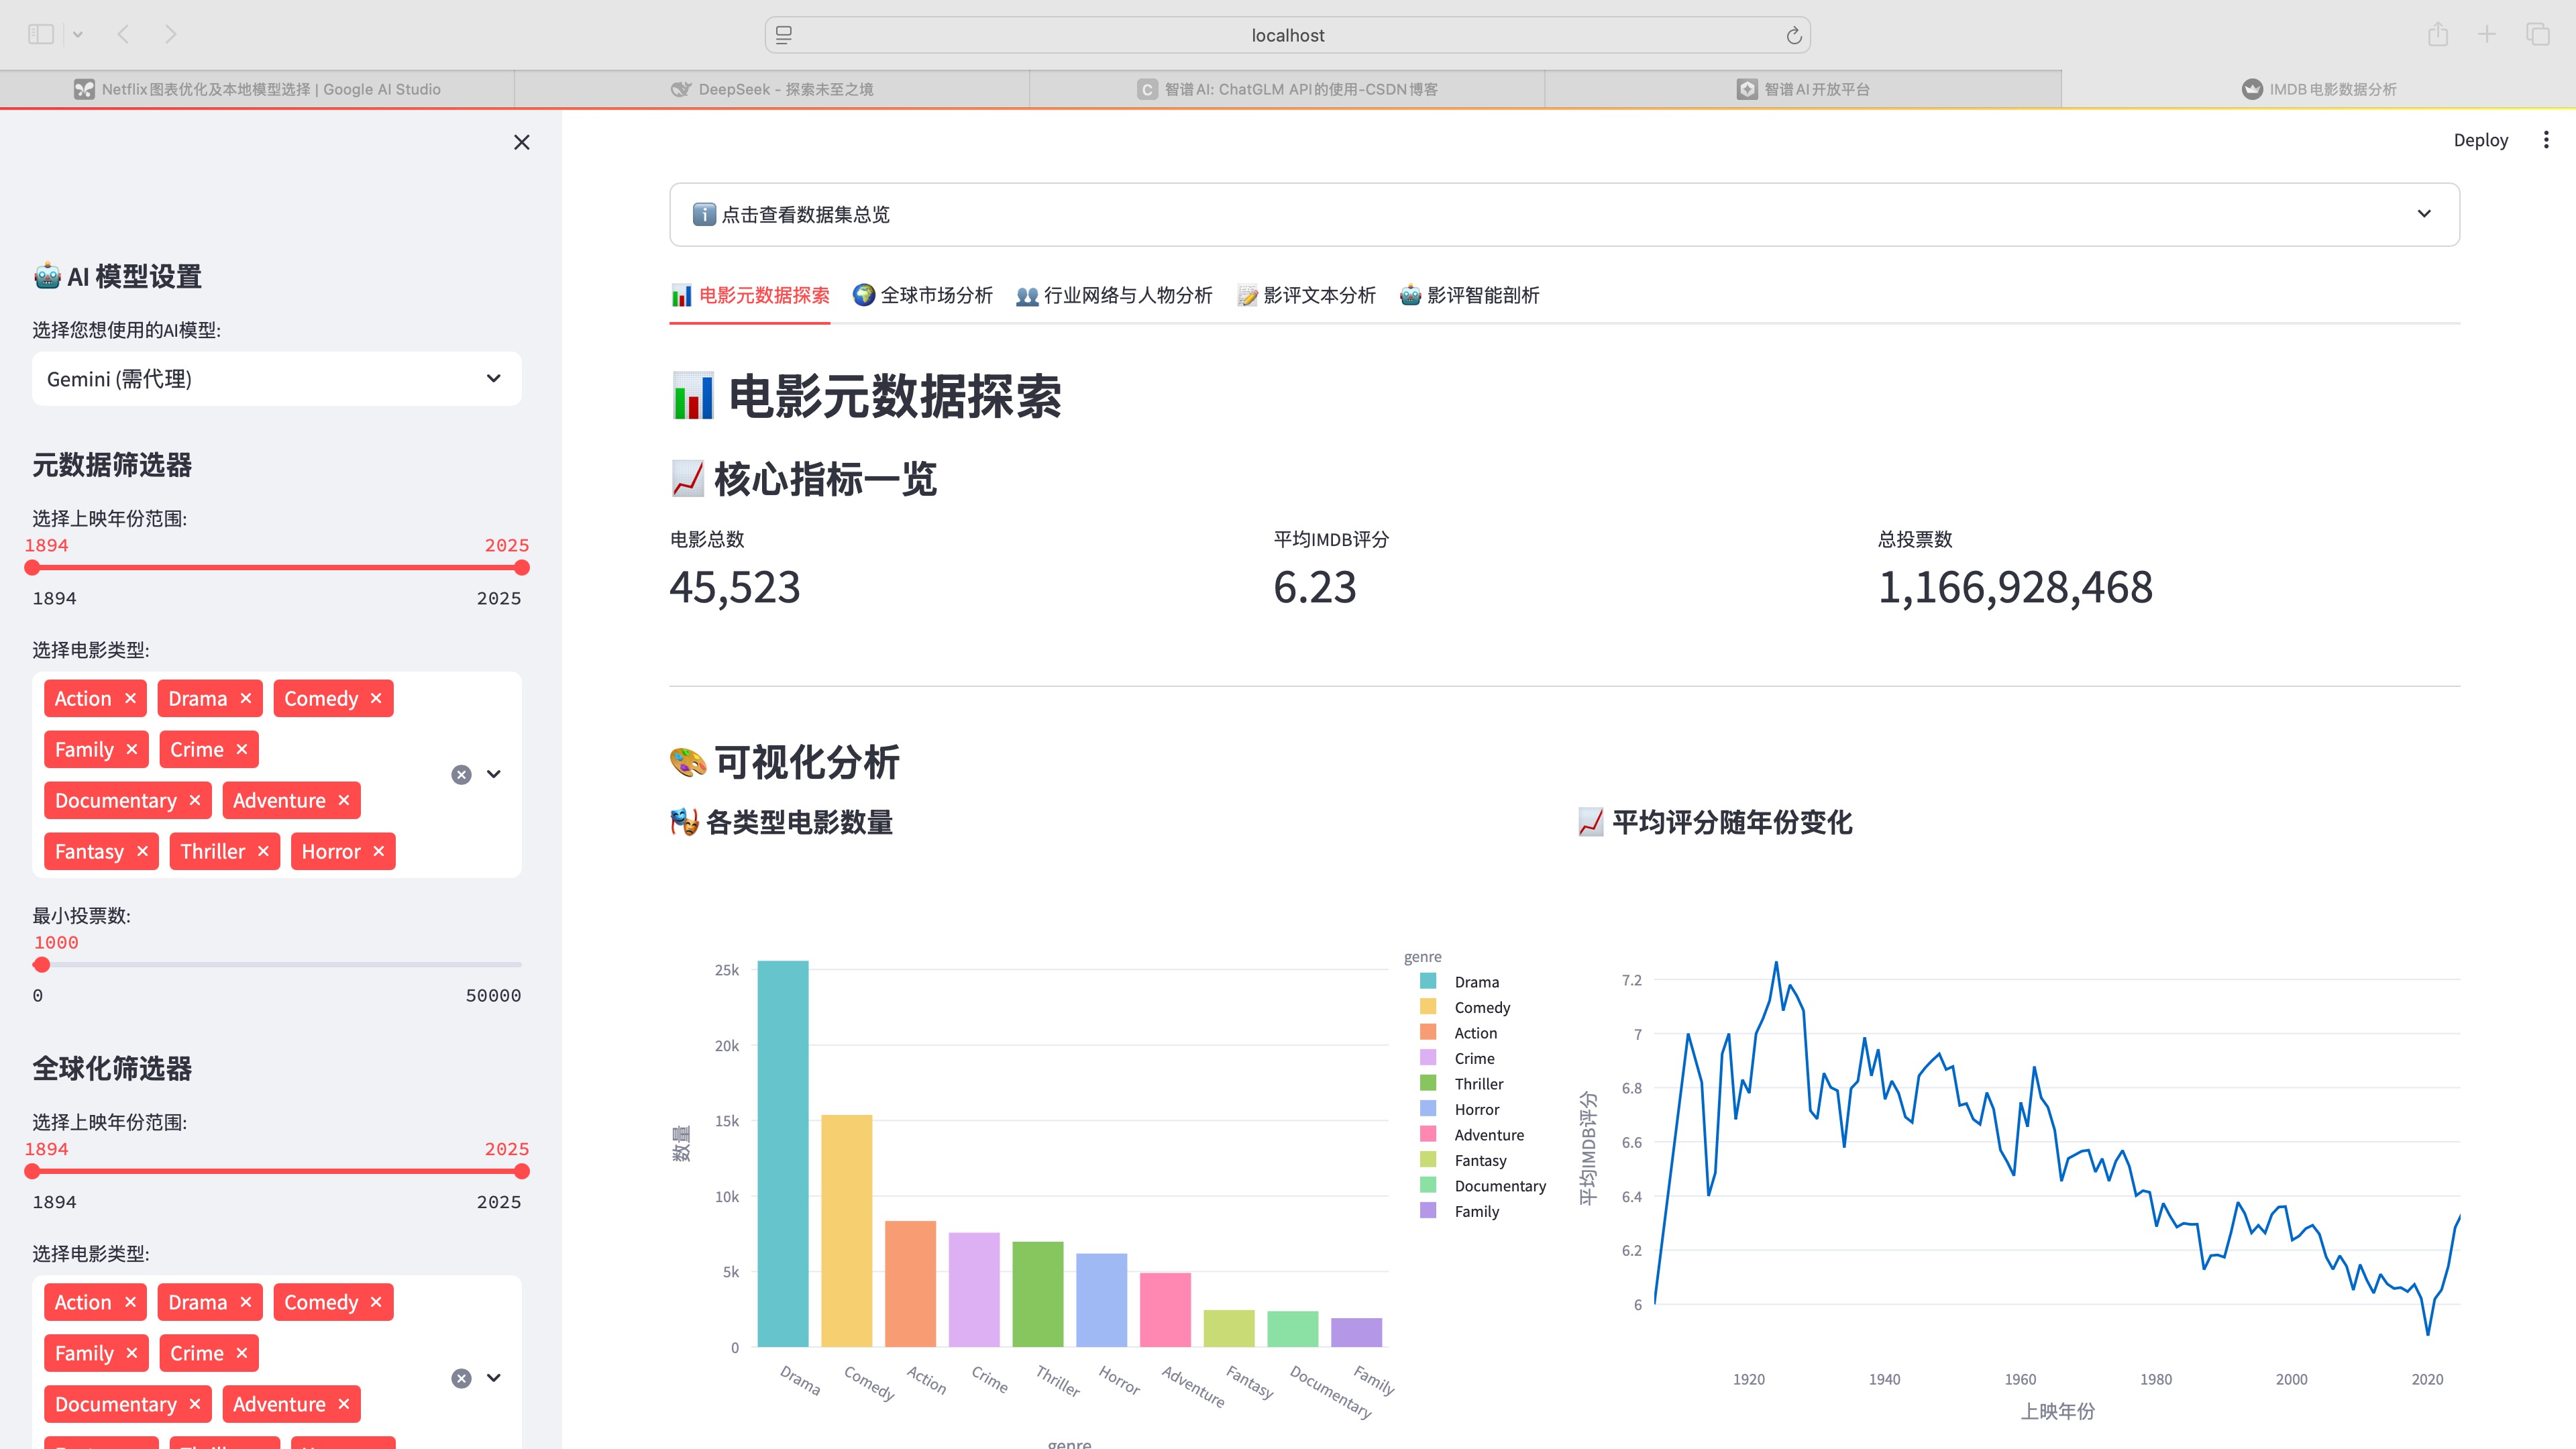 localhost
Netflix图表优化及本地模型选择 | Google AI Studio
DeepSeek - 探索未至之境
智谱AI: ChatGLM API的使用-CSDN博客
智谱AI开放平台
IMDB电影数据分析
Deploy
AI 模型设置
选择您想使用的AI模型:
Gemini (需代理)
元数据筛选器
选择上映年份范围:
1894 2025
1894 2025
选择电影类型:
Action Drama Comedy
Family Crime
Documentary Adventure
Fantasy Thriller Horror
最小投票数:
1000
0 50000
全球化筛选器
选择上映年份范围:
1894 2025
1894 2025
选择电影类型:
Action Drama Comedy
Family Crime
Documentary Adventure
点击查看数据集总览
电影元数据探索 全球市场分析 行业网络与人物分析 影评文本分析 影评智能剖析
电影元数据探索
核心指标一览
电影总数 平均IMDB评分 总投票数
45,523 6.23 1,166,928,468
可视化分析
各类型电影数量
25k
20k
15k
10k
5k
0
数量
Drama Comedy Action Crime Thriller Horror Adventure Fantasy Documentary Family
genre
genre
Drama
Comedy
Action
Crime
Thriller
Horror
Adventure
Fantasy
Documentary
Family
平均评分随年份变化
7.2
7
6.8
6.6
6.4
6.2
6
平均IMDB评分
1920 1940 1960 1980 2000 2020
上映年份